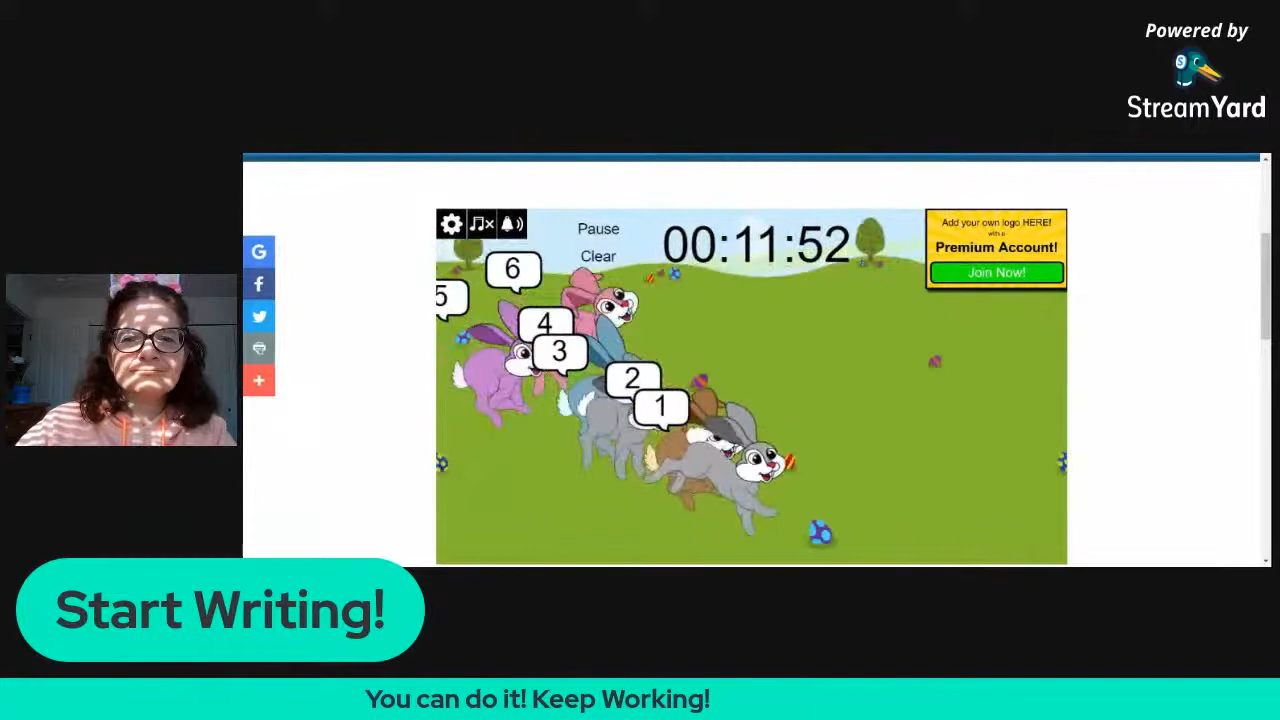 Powered by
StreamYard
Pause
Clear
00:11:52
Add your own logo HERE!
with a
Premium Account!
Join Now!
6
5
4
3
2
1
G
f
+
Start Writing!
You can do it! Keep Working!